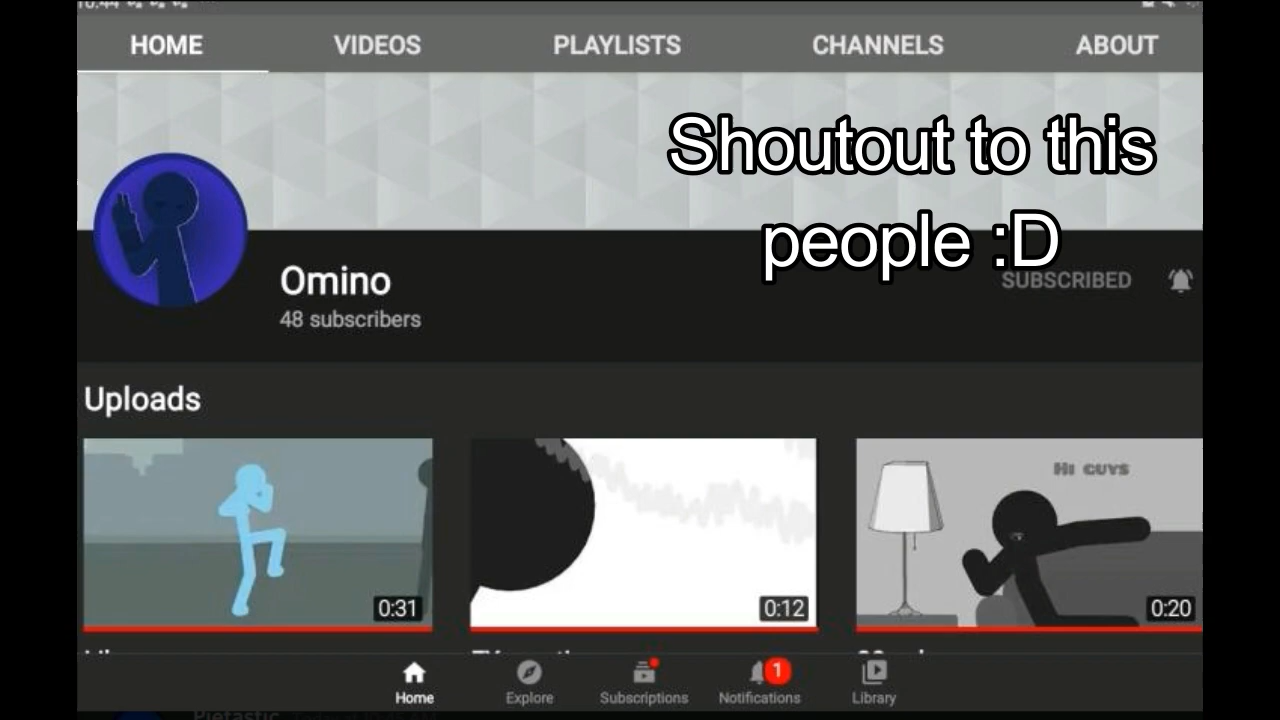 HOME VIDEOS PLAYLISTS CHANNELS ABOUT
Shoutout to this
people :D
Omino
48 subscribers
SUBSCRIBED
Uploads
HI GUYS
0:31 0:12 0:20
1
Home Explore Subscriptions Notifications Library
Pietastic